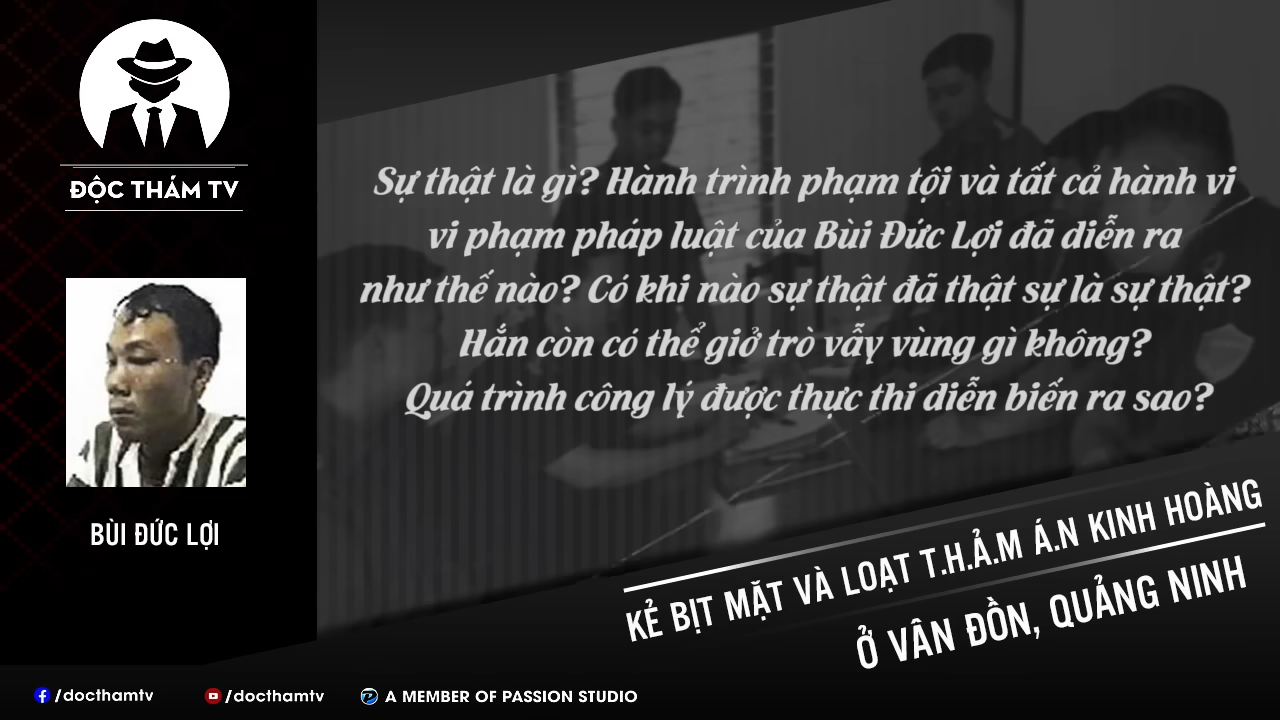 ĐỘC THÁM TV
BÙI ĐỨC LỢI
Sự thật là gì? Hành trình phạm tội và tất cả hành vi
vi phạm pháp luật của Bùi Đức Lợi đã diễn ra
như thế nào? Có khi nào sự thật đã thật sự là sự thật?
Hắn còn có thể giở trò vẫy vùng gì không?
Quá trình công lý được thực thi diễn biến ra sao?
KẺ BỊT MẶT VÀ LOẠT T.H.Ả.M Á.N KINH HOÀNG
Ở VÂN ĐỒN, QUẢNG NINH
/docthamtv
/docthamtv
A MEMBER OF PASSION STUDIO